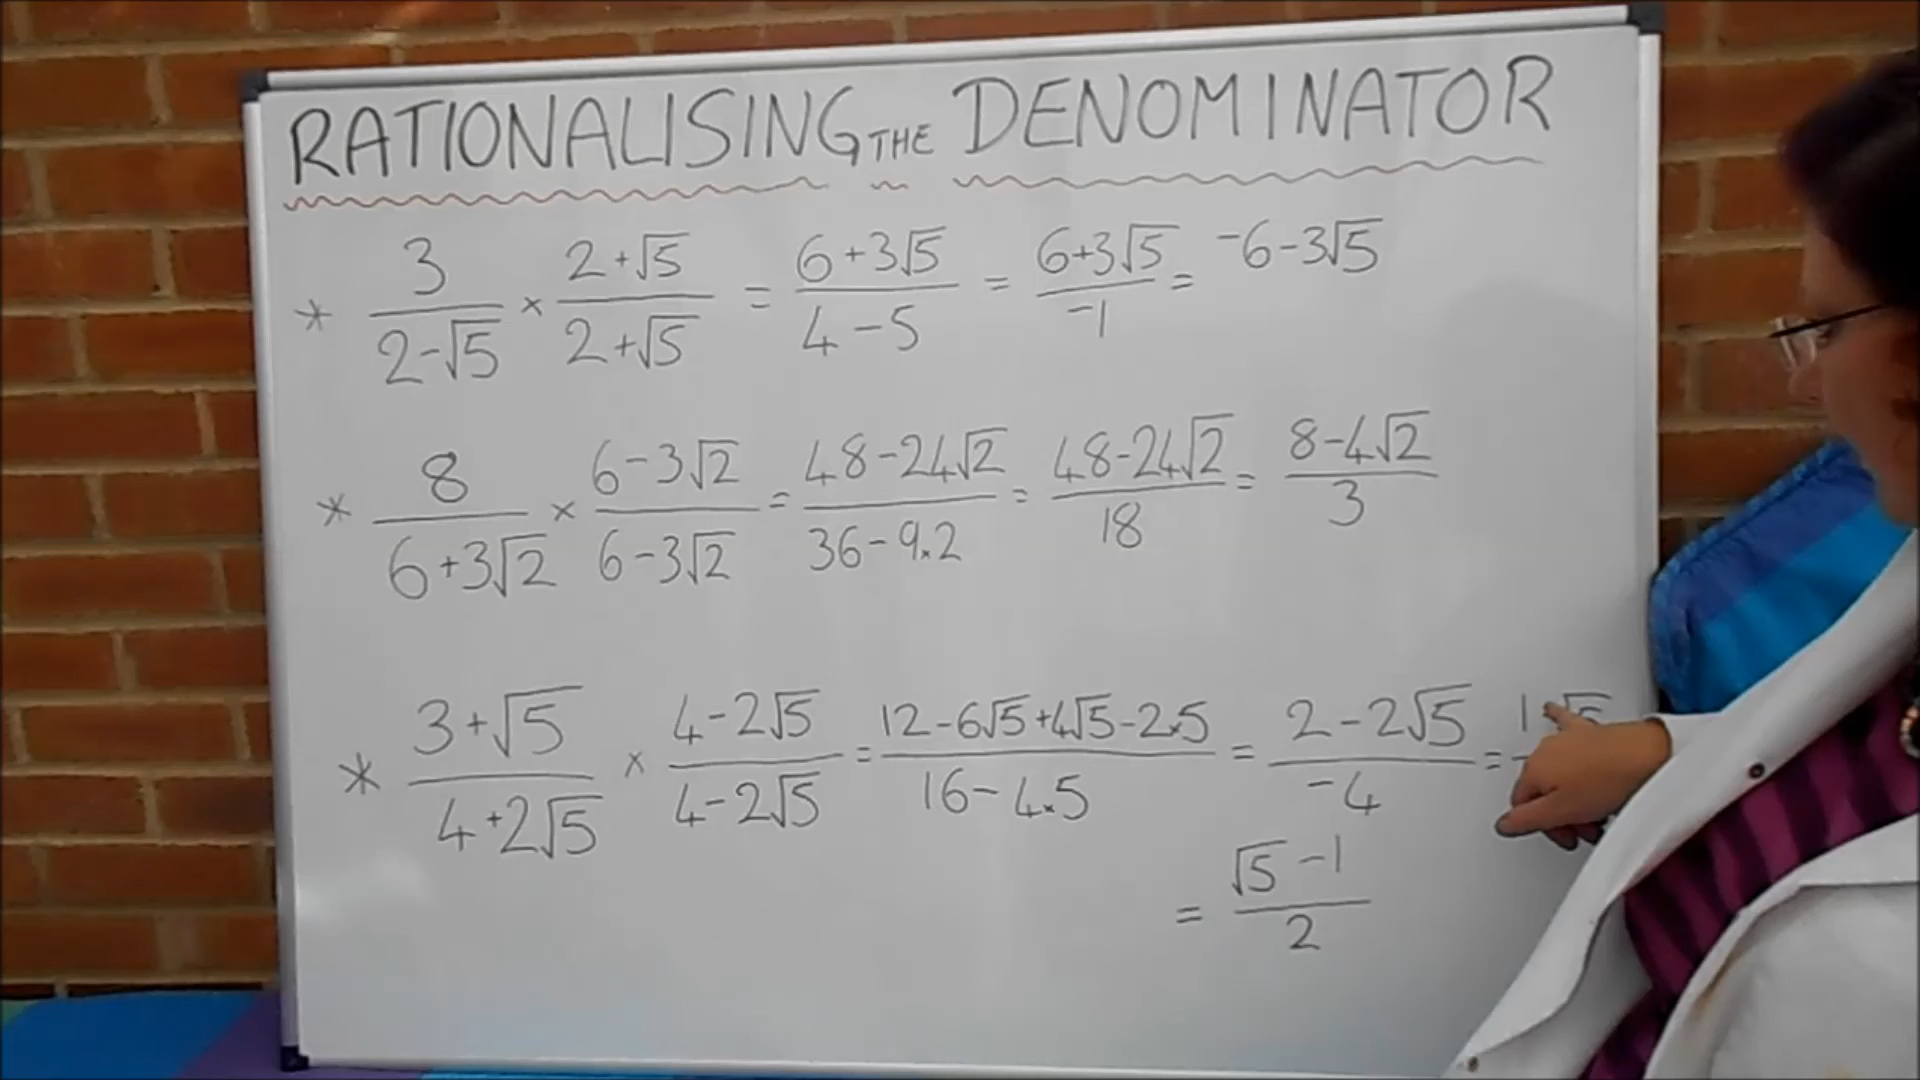 RATIONALISING THE DENOMINATOR
* 3/(2-√5) × (2+√5)/(2+√5) = (6+3√5)/(4-5) = (6+3√5)/-1 = -6-3√5
* 8/(6+3√2) × (6-3√2)/(6-3√2) = (48-24√2)/(36-9×2) = (48-24√2)/18 = (8-4√2)/3
* (3+√5)/(4+2√5) × (4-2√5)/(4-2√5) = (12-6√5+4√5-2×5)/(16-4×5) = (2-2√5)/-4 = 1
= (√5-1)/2